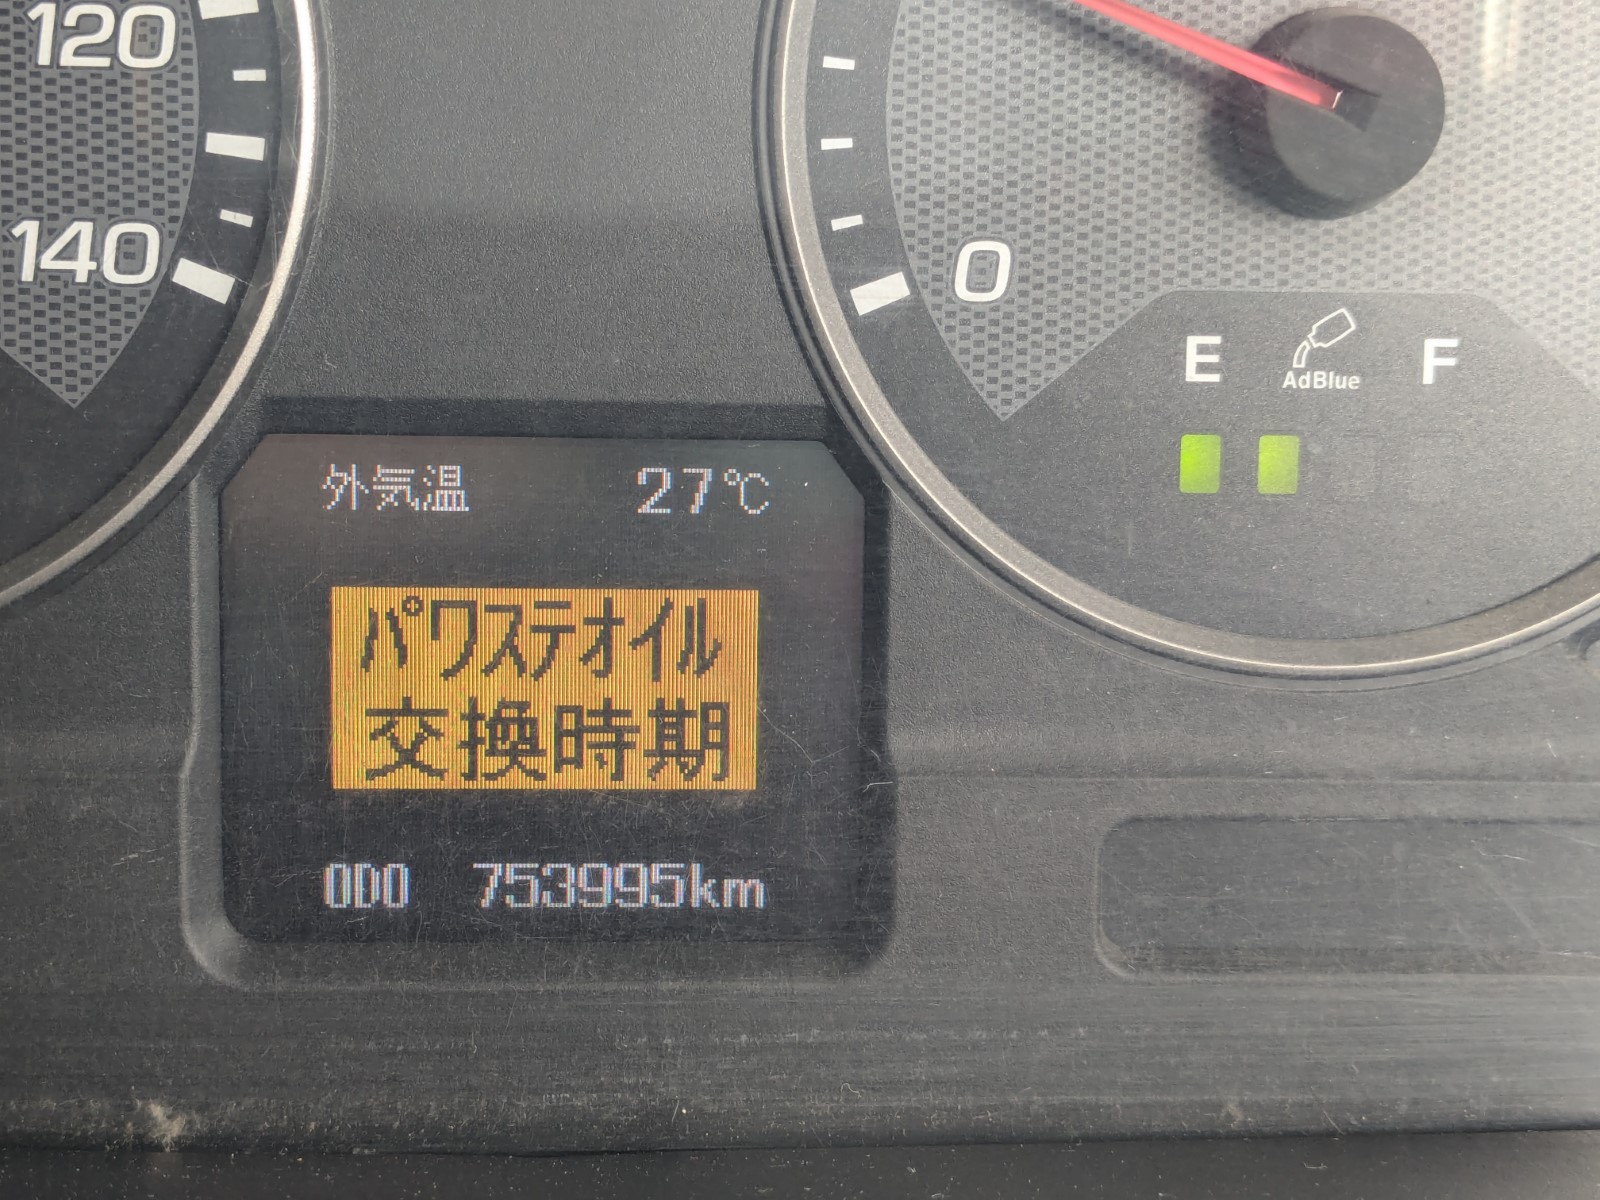 120
140
0
E AdBlue F
外気温 27℃
パワステオイル
交換時期
ODO 753995km